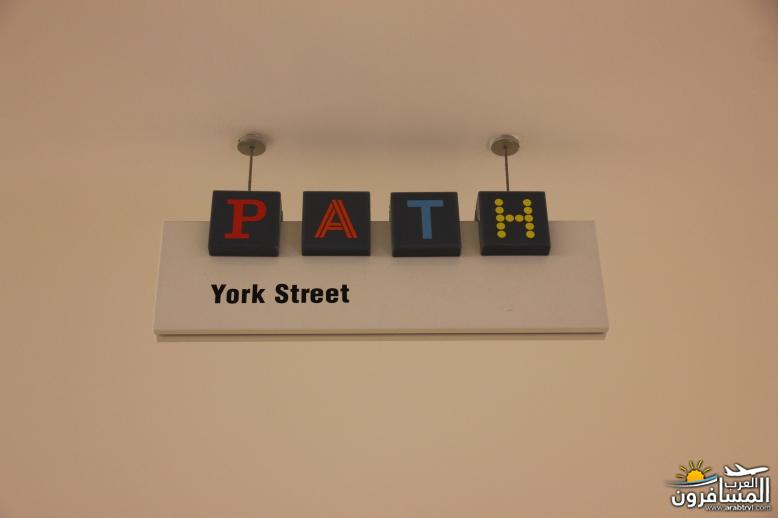 PATH
York Street
العرب
المسافرون
www.arabtrvl.com